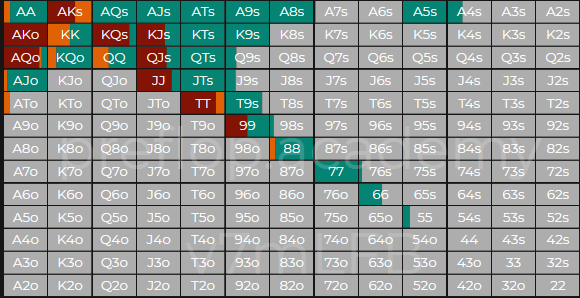 AA AKs AQs AJs ATs A9s A8s A7s A6s A5s A4s A3s A2s
AKo KK KQs KJs KTs K9s K8s K7s K6s K5s K4s K3s K2s
AQo KQo QQ QJs QTs Q9s Q8s Q7s Q6s Q5s Q4s Q3s Q2s
AJo KJo QJo JJ JTs J9s J8s J7s J6s J5s J4s J3s J2s
ATo KTo QTo JTo TT T9s T8s T7s T6s T5s T4s T3s T2s
A9o K9o Q9o J9o T9o 99 98s 97s 96s 95s 94s 93s 92s
A8o K8o Q8o J8o T8o 98o 88 87s 86s 85s 84s 83s 82s
preflop.academy
A7o K7o Q7o J7o T7o 97o 87o 77 76s 75s 74s 73s 72s
A6o K6o Q6o J6o T6o 96o 86o 76o 66 65s 64s 63s 62s
A5o K5o Q5o J5o T5o 95o 85o 75o 65o 55 54s 53s 52s
A4o K4o Q4o J4o T4o 94o 84o 74o 64o 54o 44 43s 42s
A3o K3o Q3o J3o T3o 93o 83o 73o 63o 53o 43o 33 32s
A2o K2o Q2o J2o T2o 92o 82o 72o 62o 52o 42o 32o 22